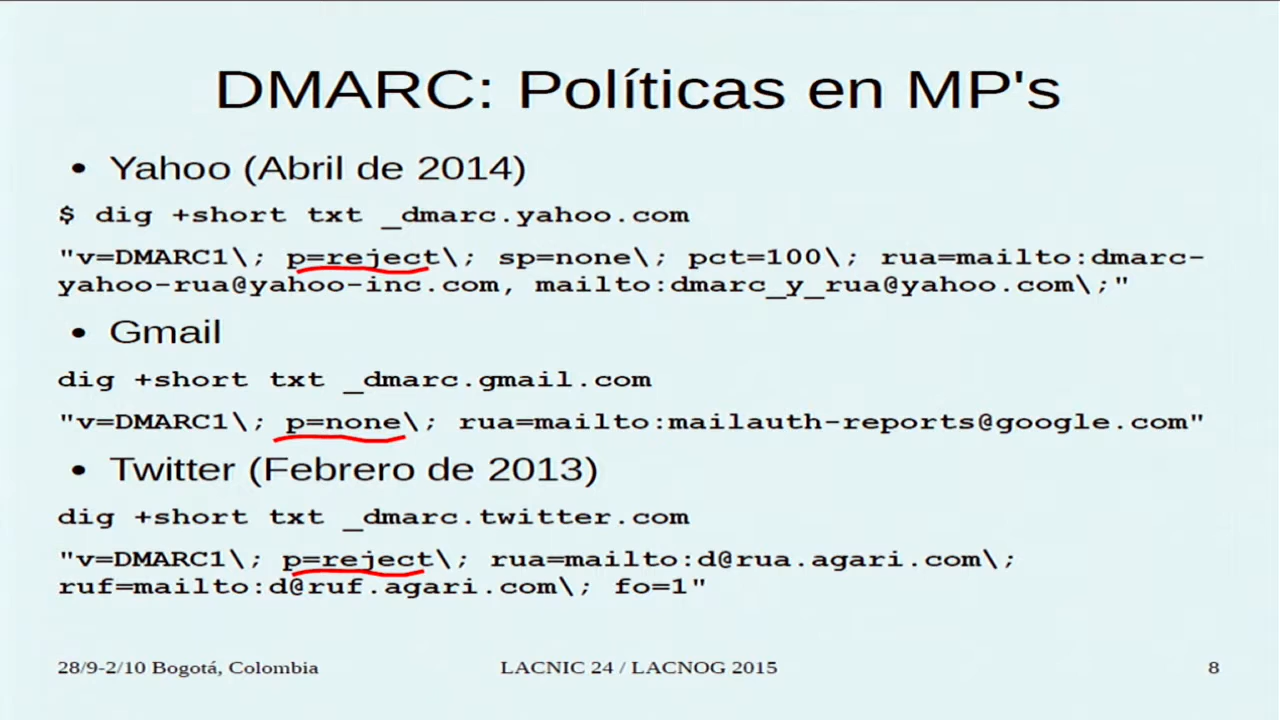 DMARC: Políticas en MP's
• Yahoo (Abril de 2014)
$ dig +short txt _dmarc.yahoo.com
"v=DMARC1\; p=reject\; sp=none\; pct=100\; rua=mailto:dmarc-
yahoo-rua@yahoo-inc.com, mailto:dmarc_y_rua@yahoo.com\;"
• Gmail
dig +short txt _dmarc.gmail.com
"v=DMARC1\; p=none\; rua=mailto:mailauth-reports@google.com"
• Twitter (Febrero de 2013)
dig +short txt _dmarc.twitter.com
"v=DMARC1\; p=reject\; rua=mailto:d@rua.agari.com\;
ruf=mailto:d@ruf.agari.com\; fo=1"
28/9-2/10 Bogotá, Colombia
LACNIC 24 / LACNOG 2015
8